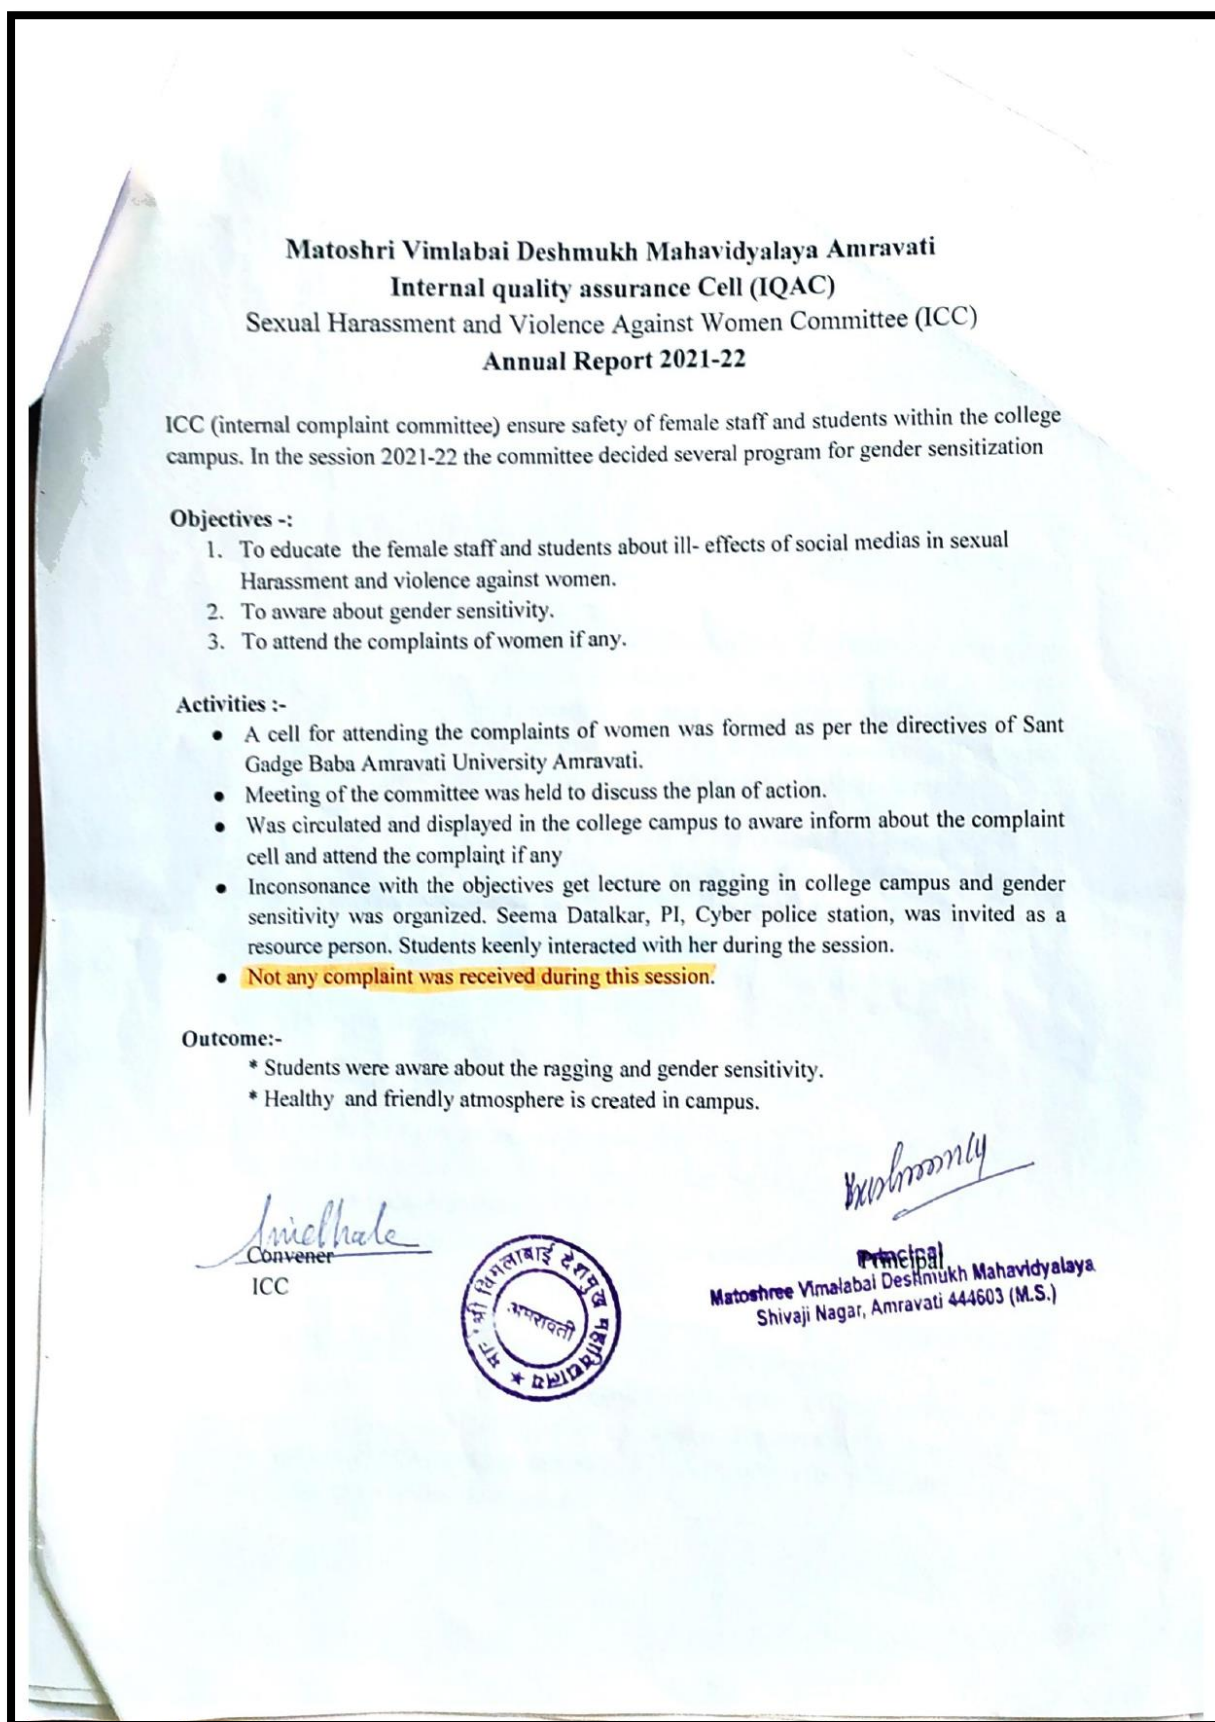 Matoshri Vimlabai Deshmukh Mahavidyalaya Amravati
Internal quality assurance Cell (IQAC)
Sexual Harassment and Violence Against Women Committee (ICC)
Annual Report 2021-22
ICC (internal complaint committee) ensure safety of female staff and students within the college
campus. In the session 2021-22 the committee decided several program for gender sensitization
Objectives -:
1. To educate the female staff and students about ill- effects of social medias in sexual
Harassment and violence against women.
2. To aware about gender sensitivity.
3. To attend the complaints of women if any.
Activities :-
• A cell for attending the complaints of women was formed as per the directives of Sant
Gadge Baba Amravati University Amravati.
• Meeting of the committee was held to discuss the plan of action.
• Was circulated and displayed in the college campus to aware inform about the complaint
cell and attend the complaint if any
• Inconsonance with the objectives get lecture on ragging in college campus and gender
sensitivity was organized. Seema Datalkar, PI, Cyber police station, was invited as a
resource person. Students keenly interacted with her during the session.
• Not any complaint was received during this session.
Outcome:-
* Students were aware about the ragging and gender sensitivity.
* Healthy and friendly atmosphere is created in campus.
Convener
ICC
श्री विमलाबाई देशमुख महाविद्यालय ★
अमरावती
Principal
Matoshree Vimalabai Deshmukh Mahavidyalaya
Shivaji Nagar, Amravati 444603 (M.S.)